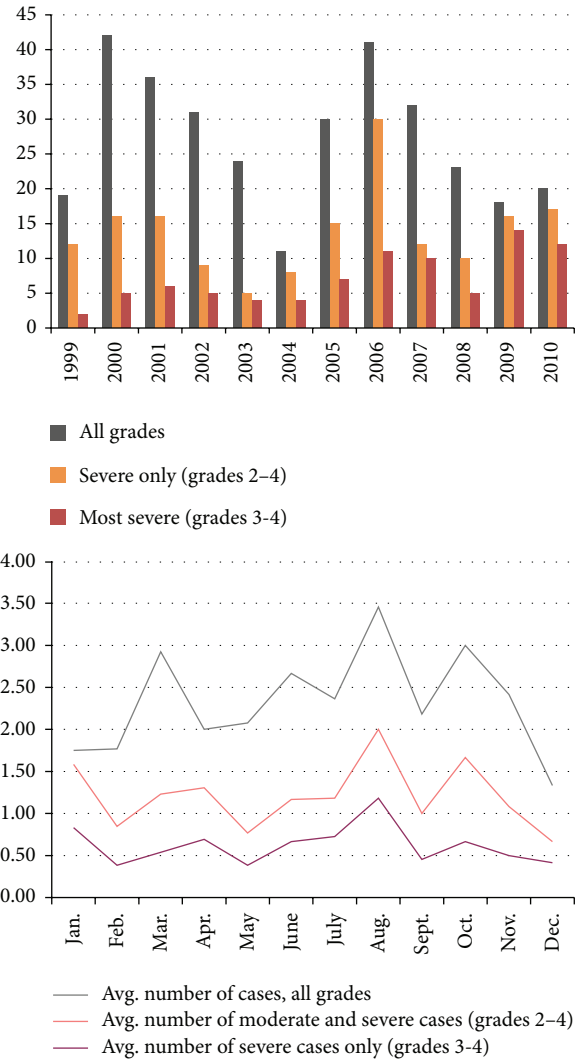 45
40
35
30
25
20
15
10
5
0
1999 2000 2001 2002 2003 2004 2005 2006 2007 2008 2009 2010
All grades
Severe only (grades 2–4)
Most severe (grades 3-4)
4.00
3.50
3.00
2.50
2.00
1.50
1.00
0.50
0.00
Jan. Feb. Mar. Apr. May June July Aug. Sept. Oct. Nov. Dec.
Avg. number of cases, all grades
Avg. number of moderate and severe cases (grades 2–4)
Avg. number of severe cases only (grades 3-4)